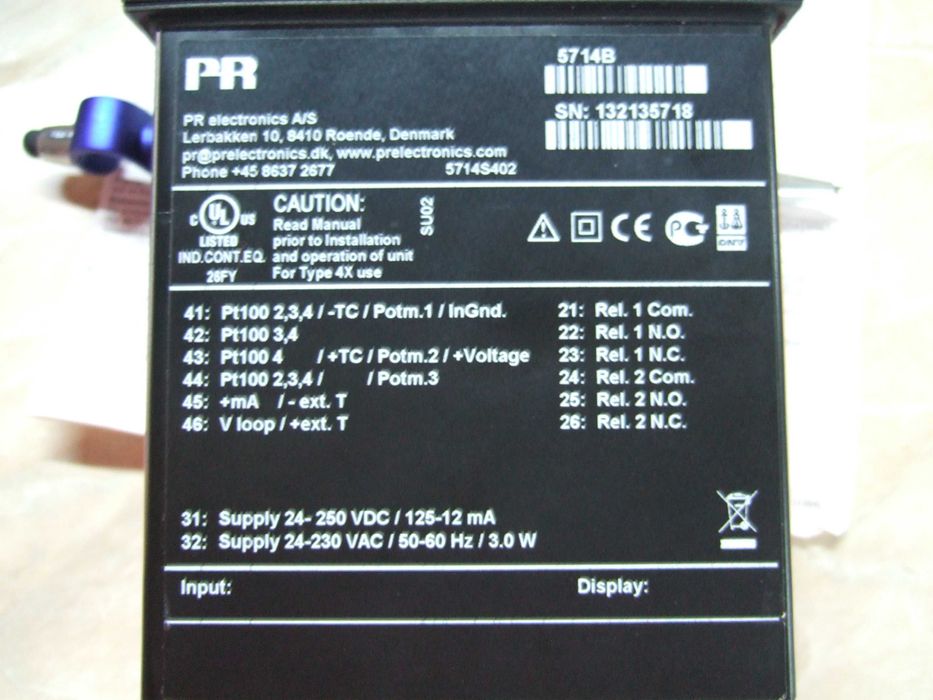 PR
5714B
SN: 132135718
PR electronics A/S
Lerbakken 10, 8410 Roende, Denmark
pr@prelectronics.dk, www.prelectronics.com
Phone +45 8637 2677 5714S402
C UL US
LISTED
IND.CONT.EQ.
26FY
CAUTION:
Read Manual
prior to Installation
and operation of unit
For Type 4X use
SU02
CE
DNV
41: Pt100 2,3,4 / -TC / Potm.1 / InGnd.
42: Pt100 3,4
43: Pt100 4 / +TC / Potm.2 / +Voltage
44: Pt100 2,3,4 / / Potm.3
45: +mA / - ext. T
46: V loop / +ext. T
21: Rel. 1 Com.
22: Rel. 1 N.O.
23: Rel. 1 N.C.
24: Rel. 2 Com.
25: Rel. 2 N.O.
26: Rel. 2 N.C.
31: Supply 24- 250 VDC / 125-12 mA
32: Supply 24-230 VAC / 50-60 Hz / 3.0 W
Input: Display: